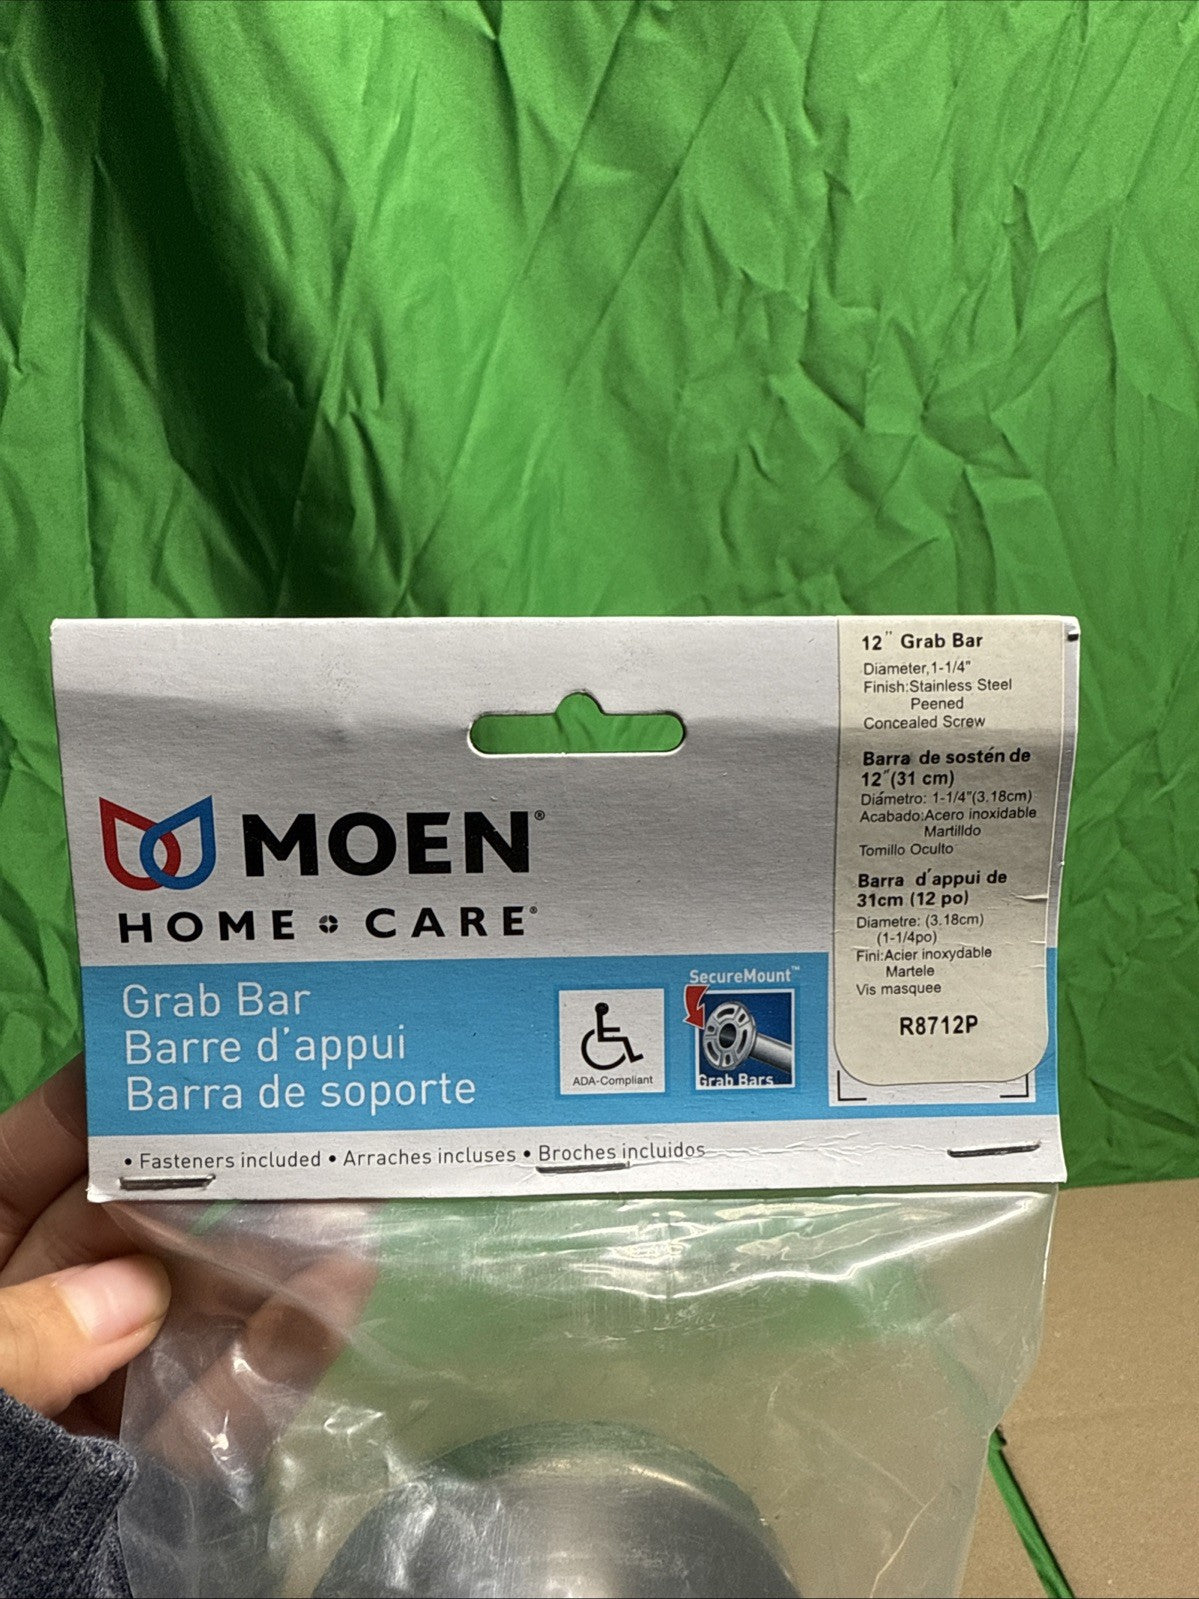 MOEN®
HOME CARE®
Grab Bar
Barre d'appui
Barra de soporte
ADA-Compliant
SecureMount™
Grab Bars
• Fasteners included • Arraches incluses • Broches incluidos
12" Grab Bar
Diameter,1-1/4"
Finish:Stainless Steel
Peened
Concealed Screw
Barra de sostén de
12"(31 cm)
Diámetro: 1-1/4"(3.18cm)
Acabado:Acero inoxidable
Martilldo
Tomillo Oculto
Barra d'appui de
31cm (12 po)
Diametre: (3.18cm)
(1-1/4po)
Fini:Acier inoxydable
Martele
Vis masquee
R8712P